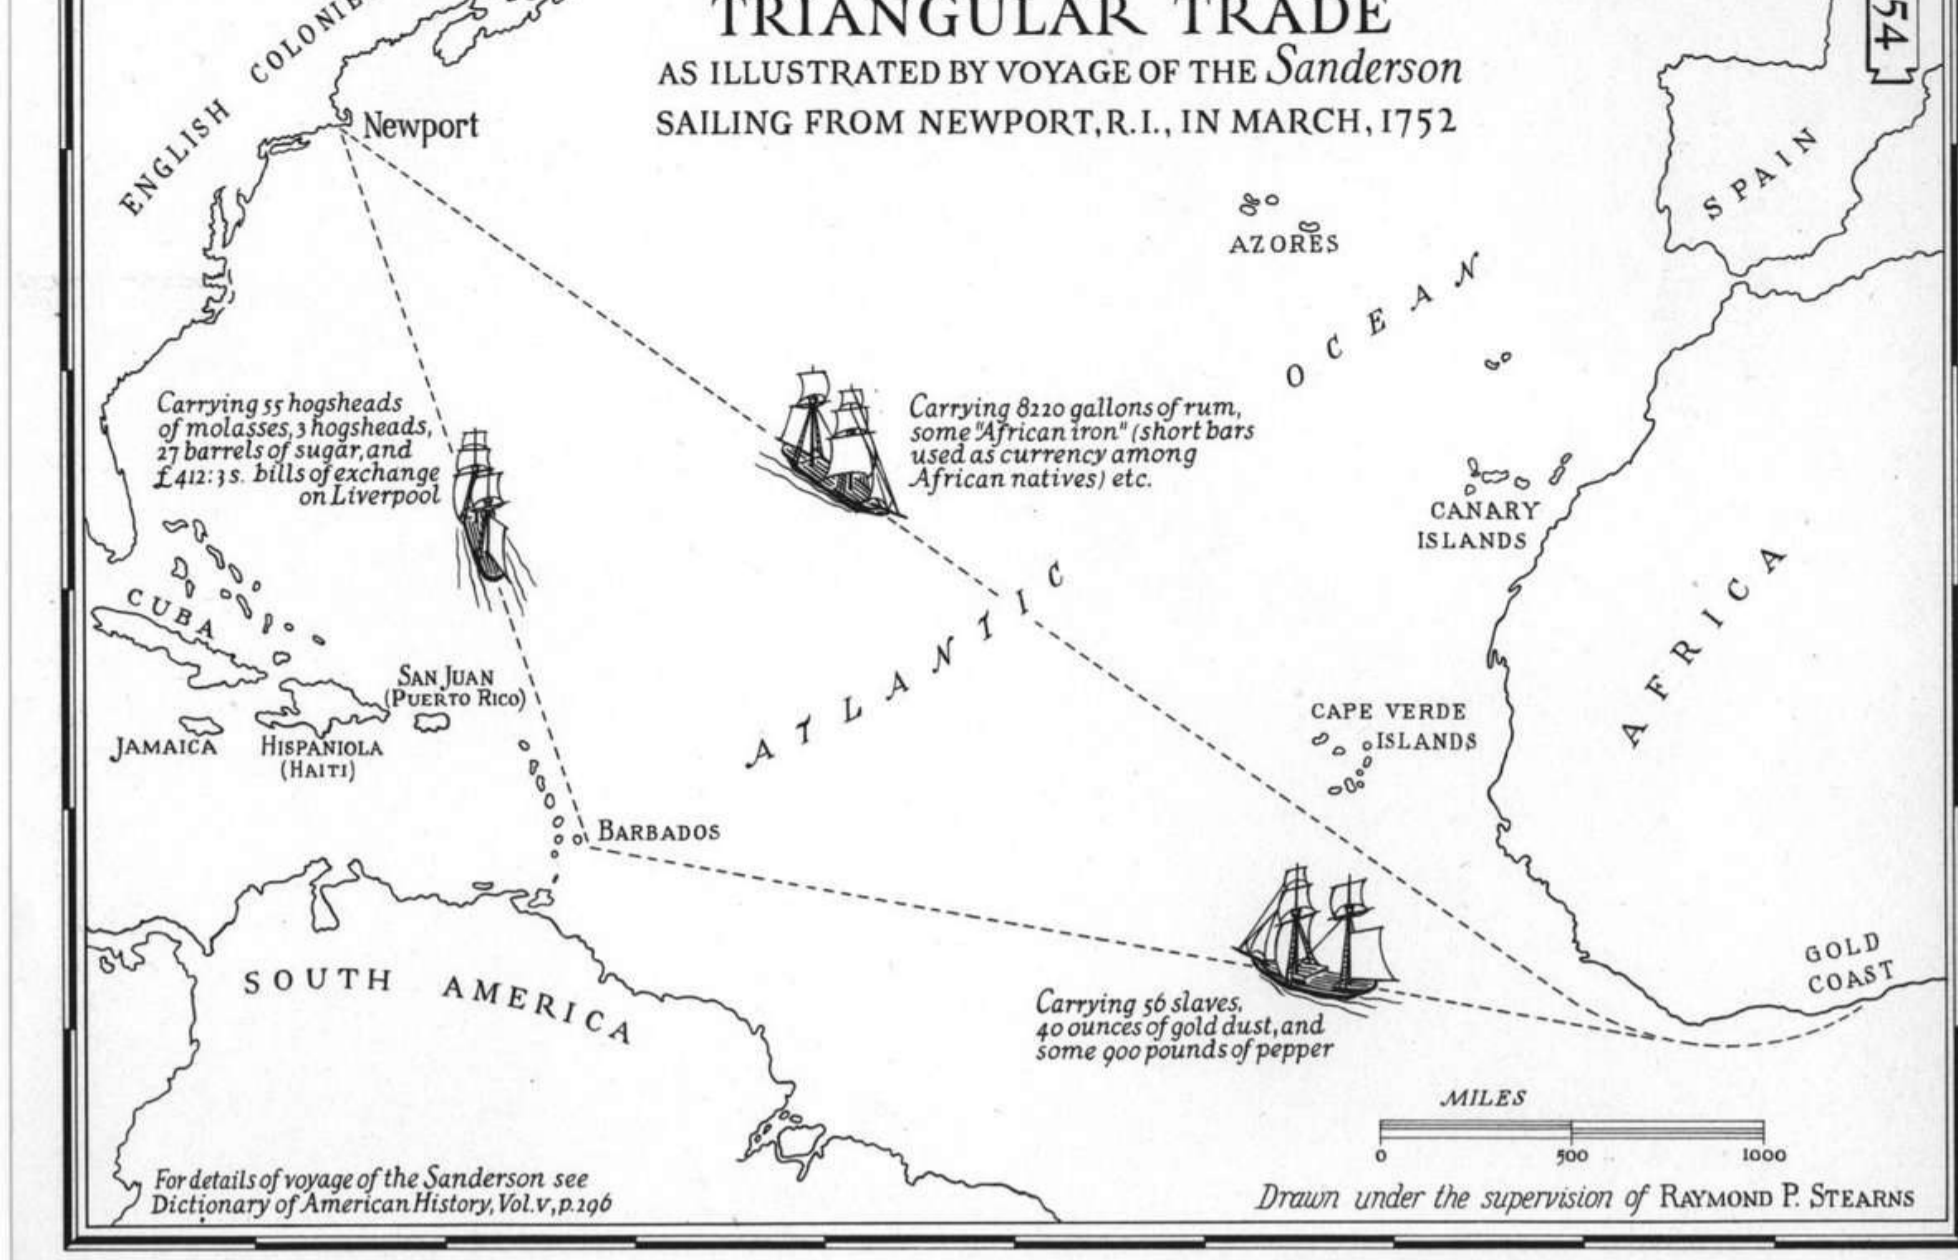 TRIANGULAR TRADE
AS ILLUSTRATED BY VOYAGE OF THE Sanderson
SAILING FROM NEWPORT, R.I., IN MARCH, 1752
54
ENGLISH COLONIE
Newport
SPAIN
AZORES
ATLANTIC OCEAN
Carrying 55 hogsheads
of molasses, 3 hogsheads,
27 barrels of sugar, and
£412:3s. bills of exchange
on Liverpool
Carrying 8220 gallons of rum,
some "African iron" (short bars
used as currency among
African natives) etc.
CANARY
ISLANDS
AFRICA
CUBA
SAN JUAN
(PUERTO RICO)
JAMAICA
HISPANIOLA
(HAITI)
CAPE VERDE
ISLANDS
BARBADOS
GOLD
COAST
SOUTH AMERICA
Carrying 56 slaves,
40 ounces of gold dust, and
some 900 pounds of pepper
MILES
0 500 1000
For details of voyage of the Sanderson see
Dictionary of American History, Vol. V, p. 296
Drawn under the supervision of RAYMOND P. STEARNS